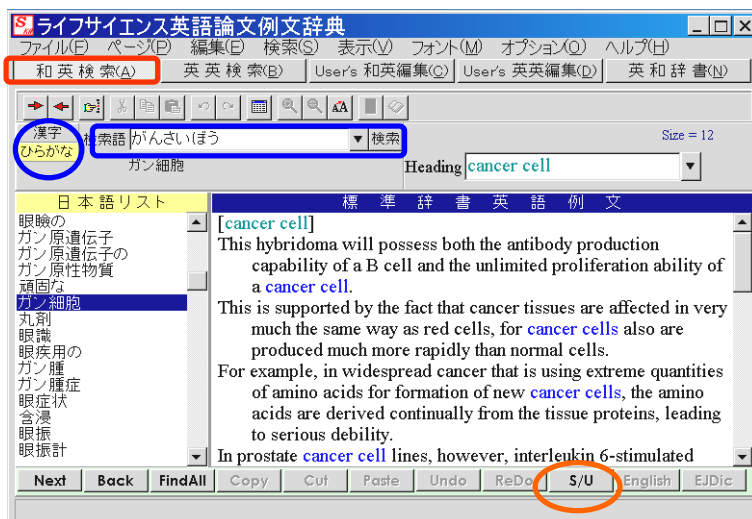 ライフサイエンス英語論文例文辞典
ファイル(F) ページ(P) 編集(E) 検索(S) 表示(V) フォント(M) オプション(O) ヘルプ(H)
和 英 検 索(A) 英 英 検 索(B) User's 和英編集(C) User's 英英編集(D) 英 和 辞 書(N)
漢字
ひらがな
検索語 がんさいぼう 検索
Size = 12
ガン細胞
Heading cancer cell
日 本 語 リ ス ト
標 準 辞 書 英 語 例 文
眼瞼の
ガン原遺伝子
ガン原遺伝子の
ガン原性物質
頑固な
ガン細胞
丸剤
眼識
眼疾用の
ガン腫
ガン腫症
眼症状
含浸
眼振
眼振計
[cancer cell]
This hybridoma will possess both the antibody production
capability of a B cell and the unlimited proliferation ability of
a cancer cell.
This is supported by the fact that cancer tissues are affected in very
much the same way as red cells, for cancer cells also are
produced much more rapidly than normal cells.
For example, in widespread cancer that is using extreme quantities
of amino acids for formation of new cancer cells, the amino
acids are derived continually from the tissue proteins, leading
to serious debility.
In prostate cancer cell lines, however, interleukin 6-stimulated
Next Back FindAll Copy Cut Paste Undo ReDo S/U English EJDic